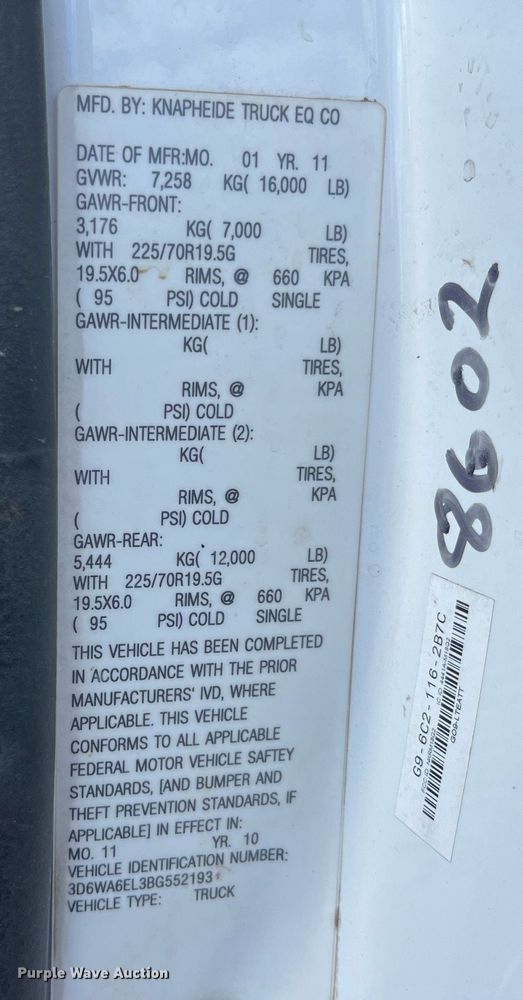 MFD. BY: KNAPHEIDE TRUCK EQ CO
DATE OF MFR:MO. 01 YR. 11
GVWR: 7,258 KG( 16,000 LB)
GAWR-FRONT:
3,176 KG( 7,000 LB)
WITH 225/70R19.5G TIRES,
19.5X6.0 RIMS, @ 660 KPA
( 95 PSI) COLD SINGLE
GAWR-INTERMEDIATE (1):
KG( LB)
WITH TIRES,
RIMS, @ KPA
( PSI) COLD
GAWR-INTERMEDIATE (2):
KG( LB)
WITH TIRES,
RIMS, @ KPA
( PSI) COLD
GAWR-REAR:
5,444 KG( 12,000 LB)
WITH 225/70R19.5G TIRES,
19.5X6.0 RIMS, @ 660 KPA
( 95 PSI) COLD SINGLE
THIS VEHICLE HAS BEEN COMPLETED
IN ACCORDANCE WITH THE PRIOR
MANUFACTURERS' IVD, WHERE
APPLICABLE. THIS VEHICLE
CONFORMS TO ALL APPLICABLE
FEDERAL MOTOR VEHICLE SAFTEY
STANDARDS, [AND BUMPER AND
THEFT PREVENTION STANDARDS, IF
APPLICABLE] IN EFFECT IN:
MO. 11 YR. 10
VEHICLE IDENTIFICATION NUMBER:
3D6WA6EL3BG552193
VEHICLE TYPE: TRUCK
8602
G9-6C2-116-2B7C
GO9-LTEATT
Purple Wave Auction